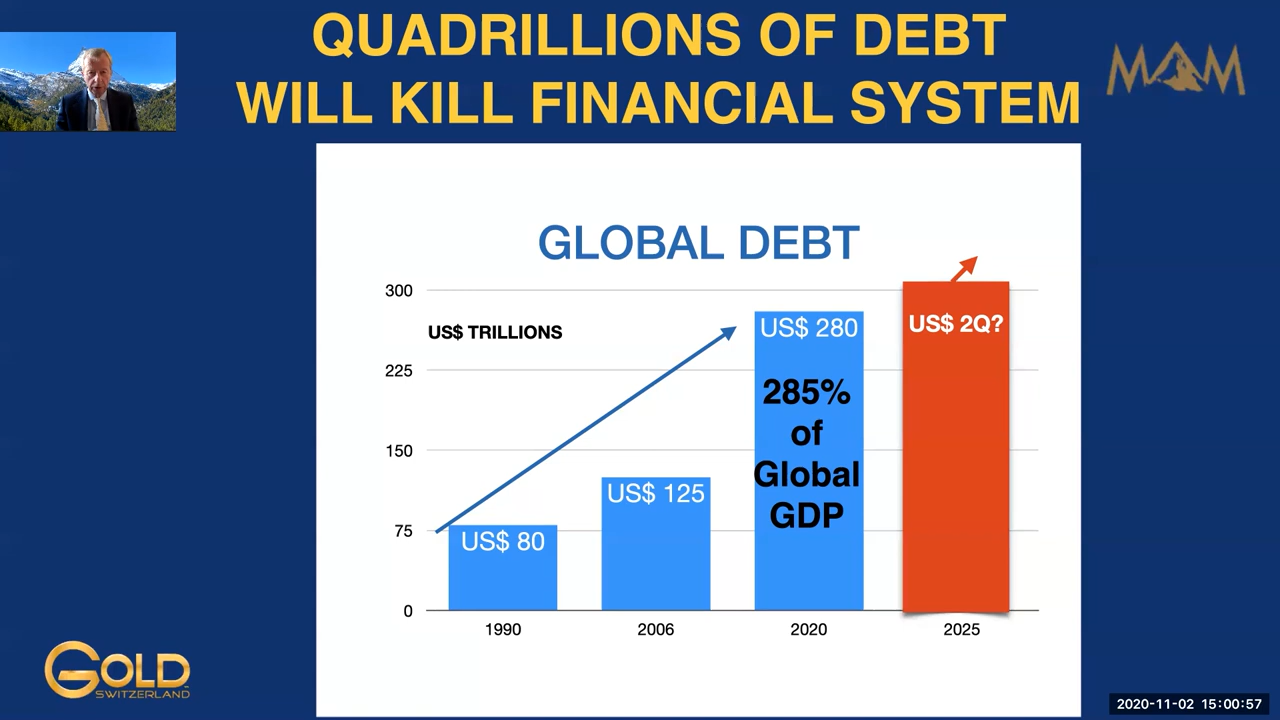 QUADRILLIONS OF DEBT
WILL KILL FINANCIAL SYSTEM
MAM
GLOBAL DEBT
300
225
150
75
0
US$ TRILLIONS
US$ 80
US$ 125
US$ 280
285%
of
Global
GDP
US$ 2Q?
1990
2006
2020
2025
GOLD
SWITZERLAND
2020-11-02 15:00:57